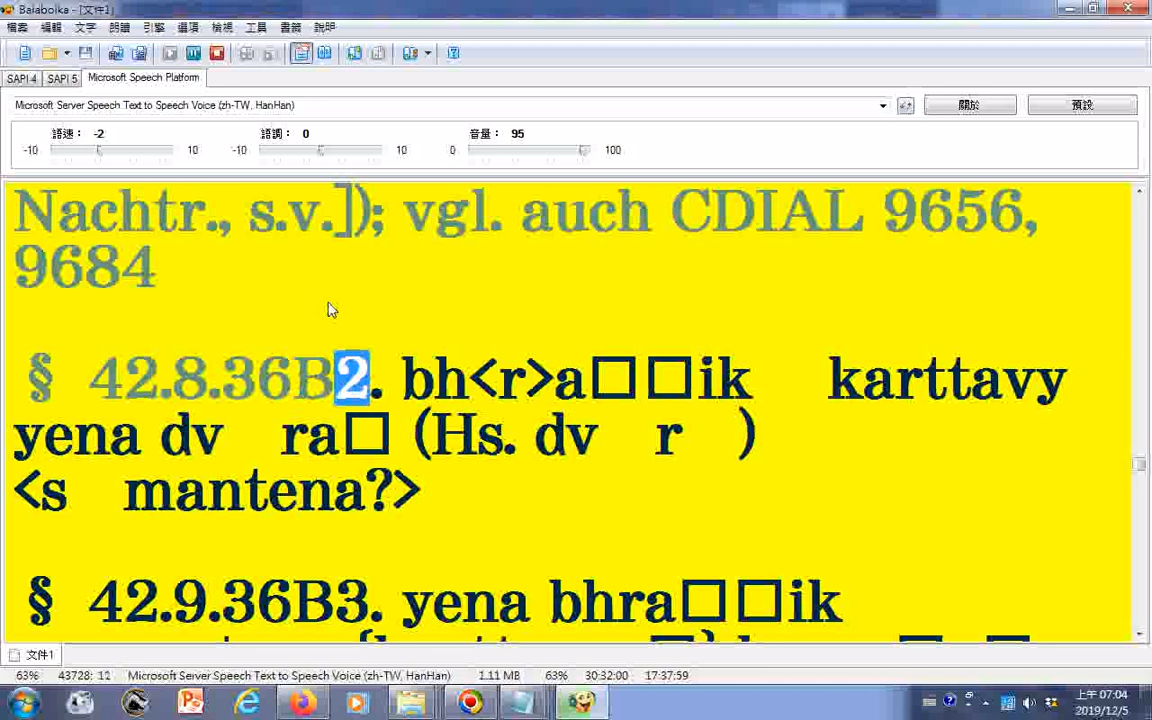 Balabolka - [文件1]
檔案 編輯 文字 朗讀 引擎 選項 檢視 工具 書籤 說明
SAPI 4 SAPI 5 Microsoft Speech Platform
Microsoft Server Speech Text to Speech Voice (zh-TW, HanHan) 關於 預設
語速： -2 語調： 0 音量： 95
-10 10 -10 10 0 100
Nachtr., s.v.]); vgl. auch CDIAL 9656,
9684
§ 42.8.36B2. bh<r>a□□ik karttavy
yena dv ra□ (Hs. dv r )
<s mantena?>
§ 42.9.36B3. yena bhra□□ik
文件1
63% 43728: 12 Microsoft Server Speech Text to Speech Voice (zh-TW, HanHan) 1.11 MB 63% 30:32:00 17:37:59
上午 07:04
2019/12/5